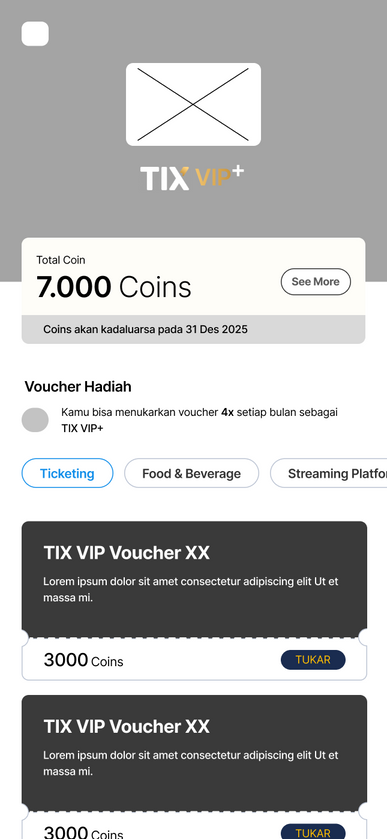 TIX VIP+
Total Coin
7.000 Coins
See More
Coins akan kadaluarsa pada 31 Des 2025
Voucher Hadiah
Kamu bisa menukarkan voucher 4x setiap bulan sebagai
TIX VIP+
Ticketing
Food & Beverage
Streaming Platfo
TIX VIP Voucher XX
Lorem ipsum dolor sit amet consectetur adipiscing elit Ut et
massa mi.
3000 Coins
TUKAR
TIX VIP Voucher XX
Lorem ipsum dolor sit amet consectetur adipiscing elit Ut et
massa mi.
3000 Coins
TUKAR